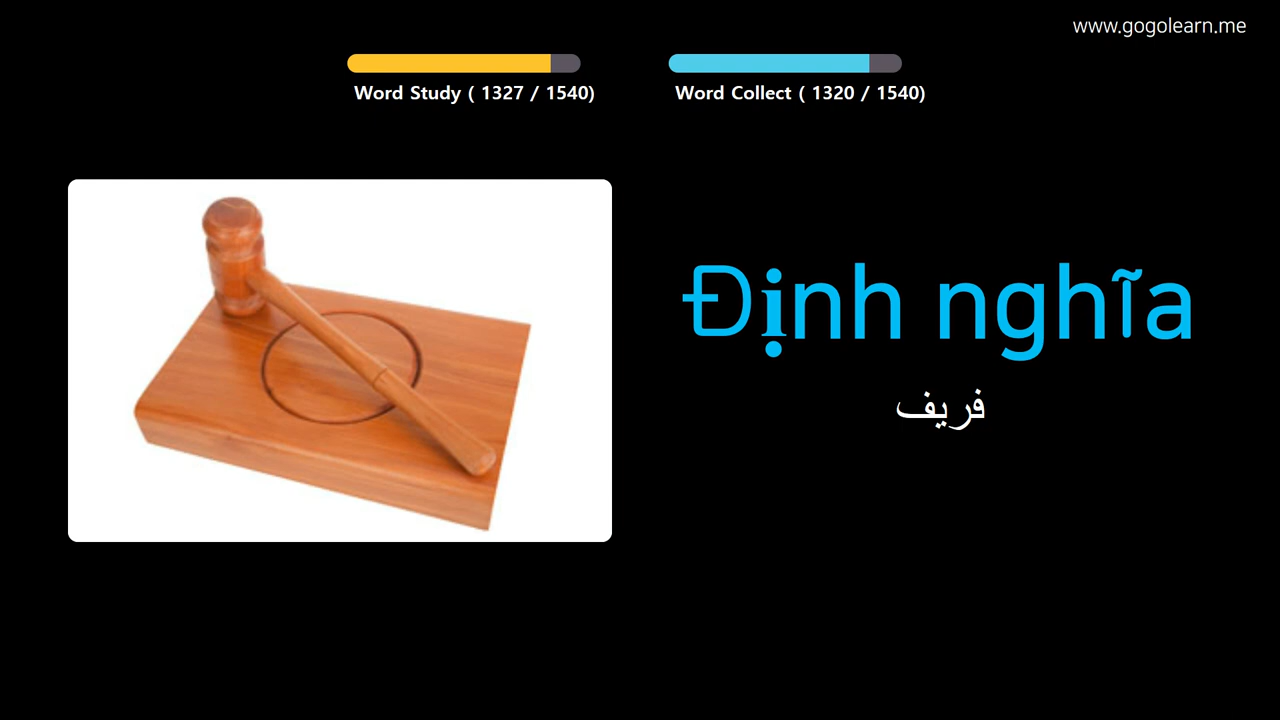 www.gogolearn.me
Word Study ( 1327 / 1540)
Word Collect ( 1320 / 1540)
Định nghĩa
فريف